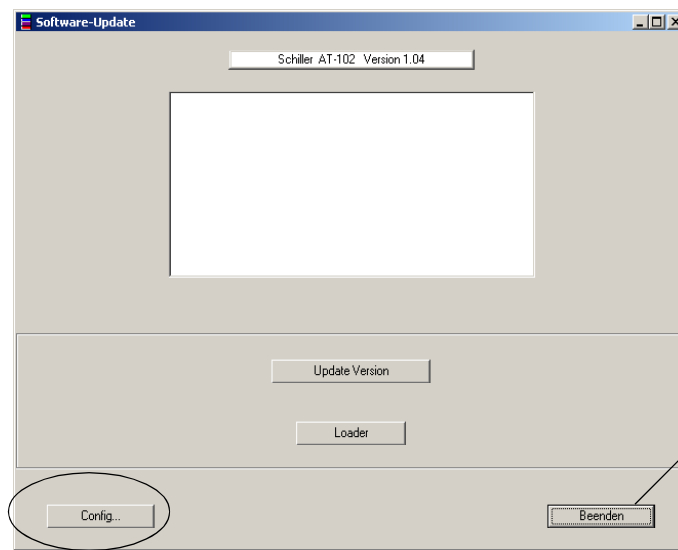 Software-Update
Schiller AT-102 Version 1.04
Update Version
Loader
Config...
Beenden